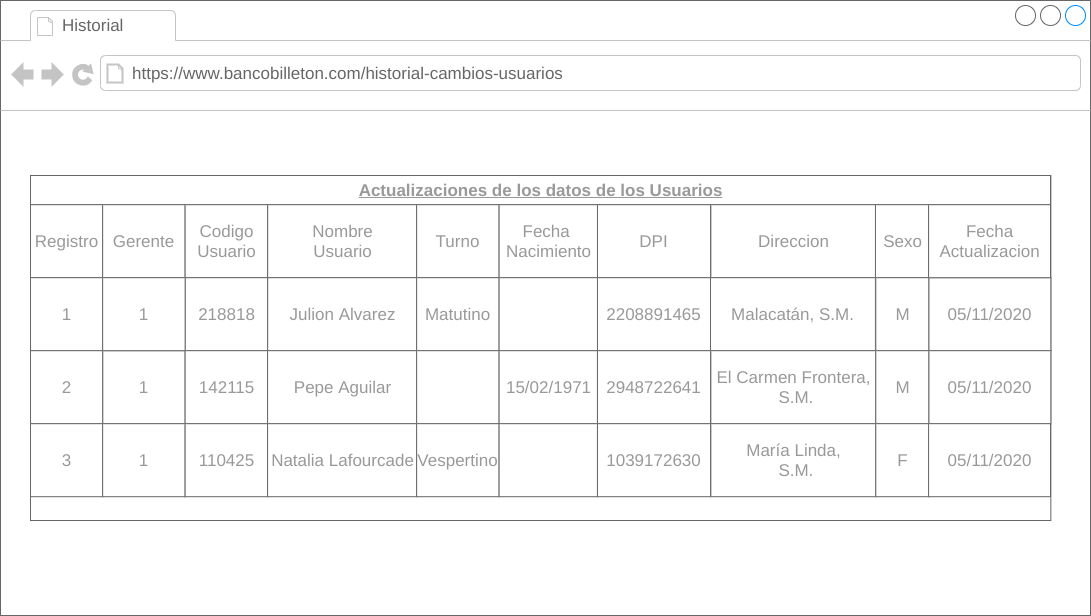 Historial
https://www.bancobilleton.com/historial-cambios-usuarios
Actualizaciones de los datos de los Usuarios
Registro Gerente Codigo Usuario Nombre Usuario Turno Fecha Nacimiento DPI Direccion Sexo Fecha Actualizacion
1 1 218818 Julion Alvarez Matutino 2208891465 Malacatán, S.M. M 05/11/2020
2 1 142115 Pepe Aguilar 15/02/1971 2948722641 El Carmen Frontera, S.M. M 05/11/2020
3 1 110425 Natalia Lafourcade Vespertino 1039172630 María Linda, S.M. F 05/11/2020